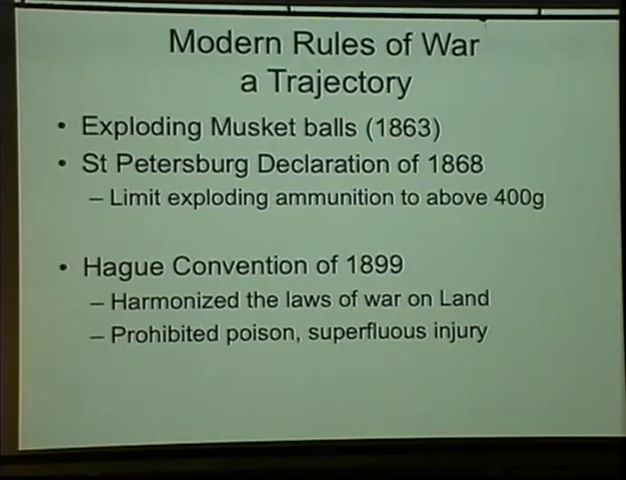 Modern Rules of War
a Trajectory
• Exploding Musket balls (1863)
• St Petersburg Declaration of 1868
– Limit exploding ammunition to above 400g
• Hague Convention of 1899
– Harmonized the laws of war on Land
– Prohibited poison, superfluous injury